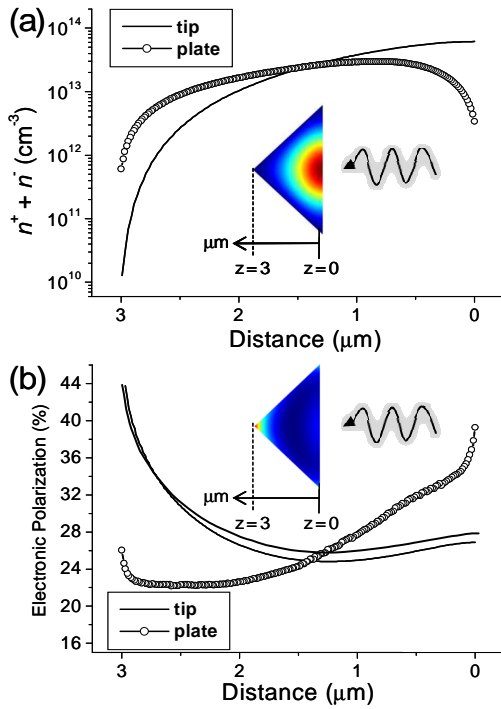 (a)
tip
plate
10^14
10^13
10^12
10^11
10^10
n^+ + n^- (cm^-3)
μm
z=3 z=0
3 2 1 0
Distance (μm)
(b)
44
40
36
32
28
24
20
16
Electronic Polarization (%)
μm
z=3 z=0
tip
plate
3 2 1 0
Distance (μm)